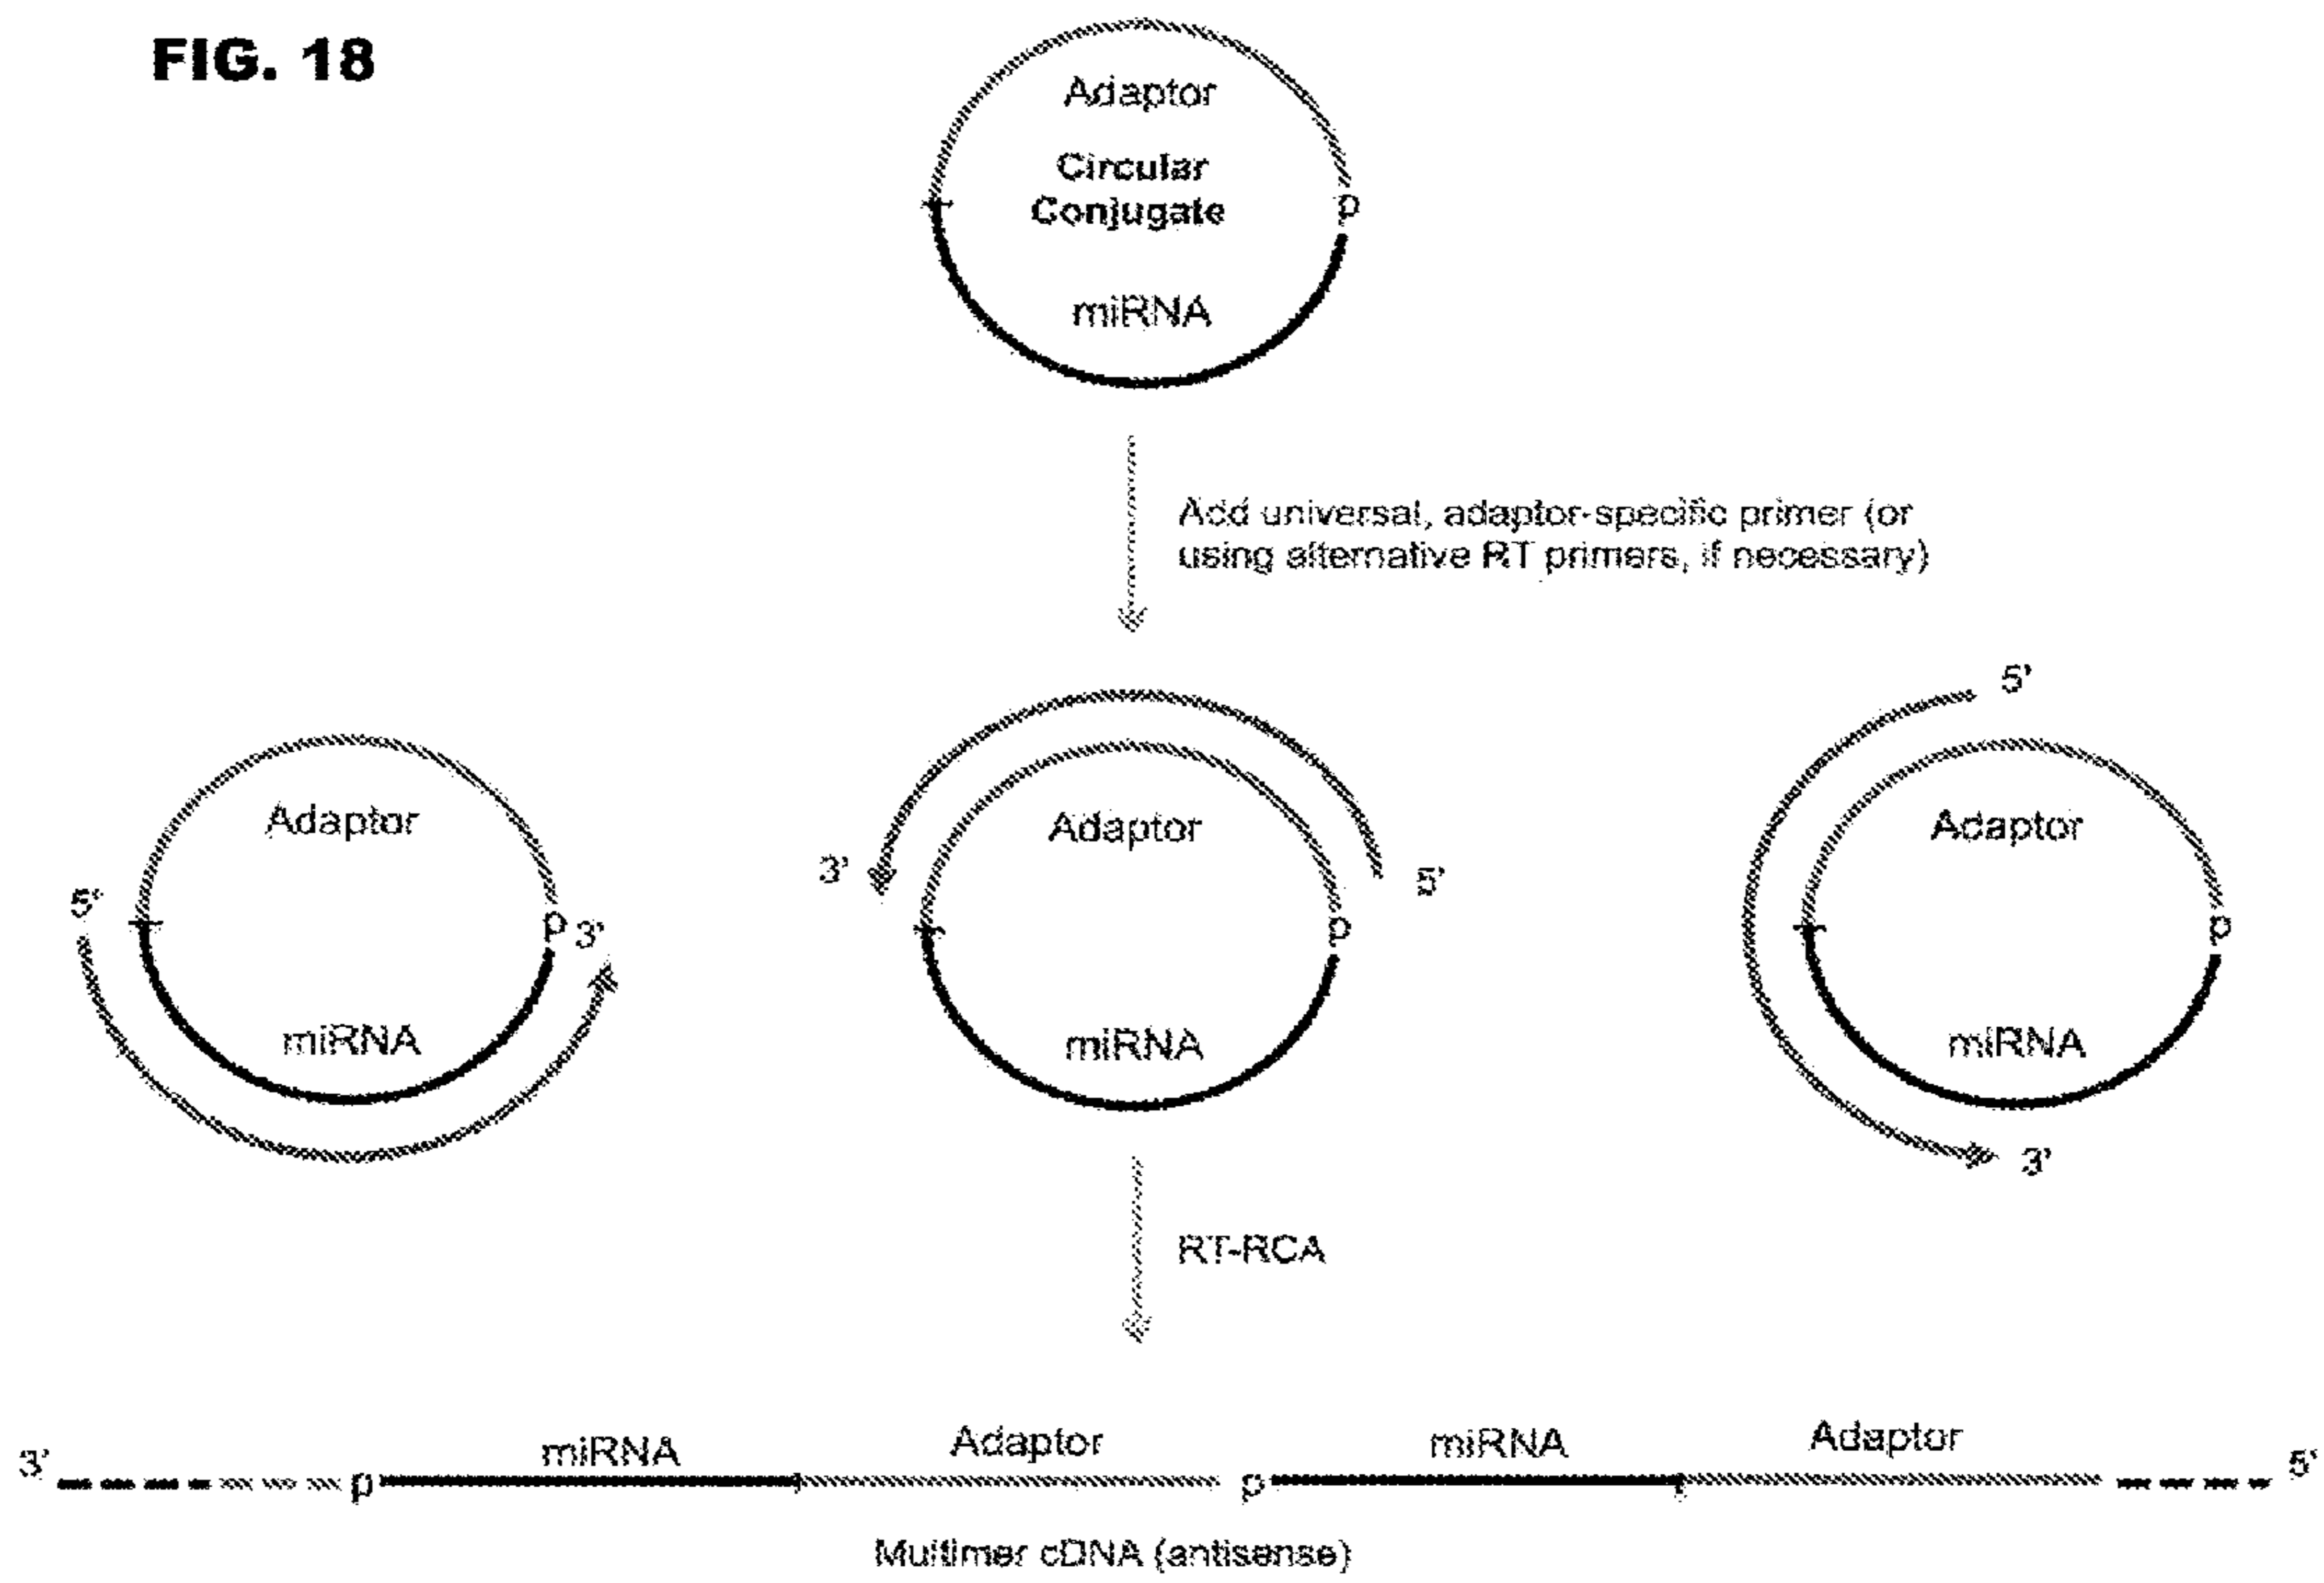 FIG. 18
Adaptor
Circular
Conjugate
p
miRNA
Add universal, adaptor-specific primer (or
using alternative RT primers, if necessary)
5'
Adaptor
p 3'
miRNA
3'
Adaptor
5'
p
miRNA
5'
Adaptor
p
miRNA
3'
RT-RCA
3'
p
miRNA
Adaptor
p
miRNA
Adaptor
5'
Multimer cDNA (antisense)